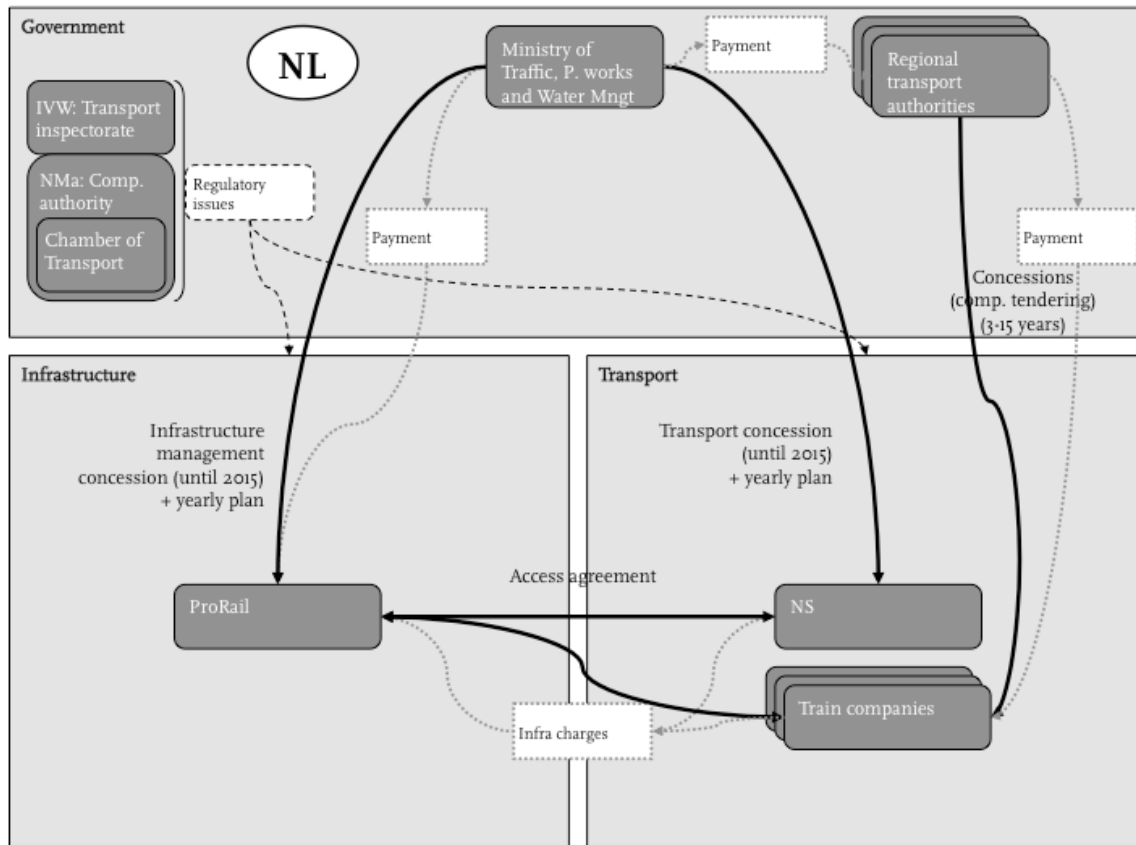 Government
NL
Ministry of
Traffic, P. works
and Water Mngt
Payment
Regional
transport
authorities
IVW: Transport
inspectorate
NMa: Comp.
authority
Chamber of
Transport
Regulatory
issues
Payment
Payment
Concessions
(comp. tendering)
(3-15 years)
Infrastructure
Transport
Infrastructure
management
concession (until 2015)
+ yearly plan
Transport concession
(until 2015)
+ yearly plan
Access agreement
ProRail
NS
Train companies
Infra charges